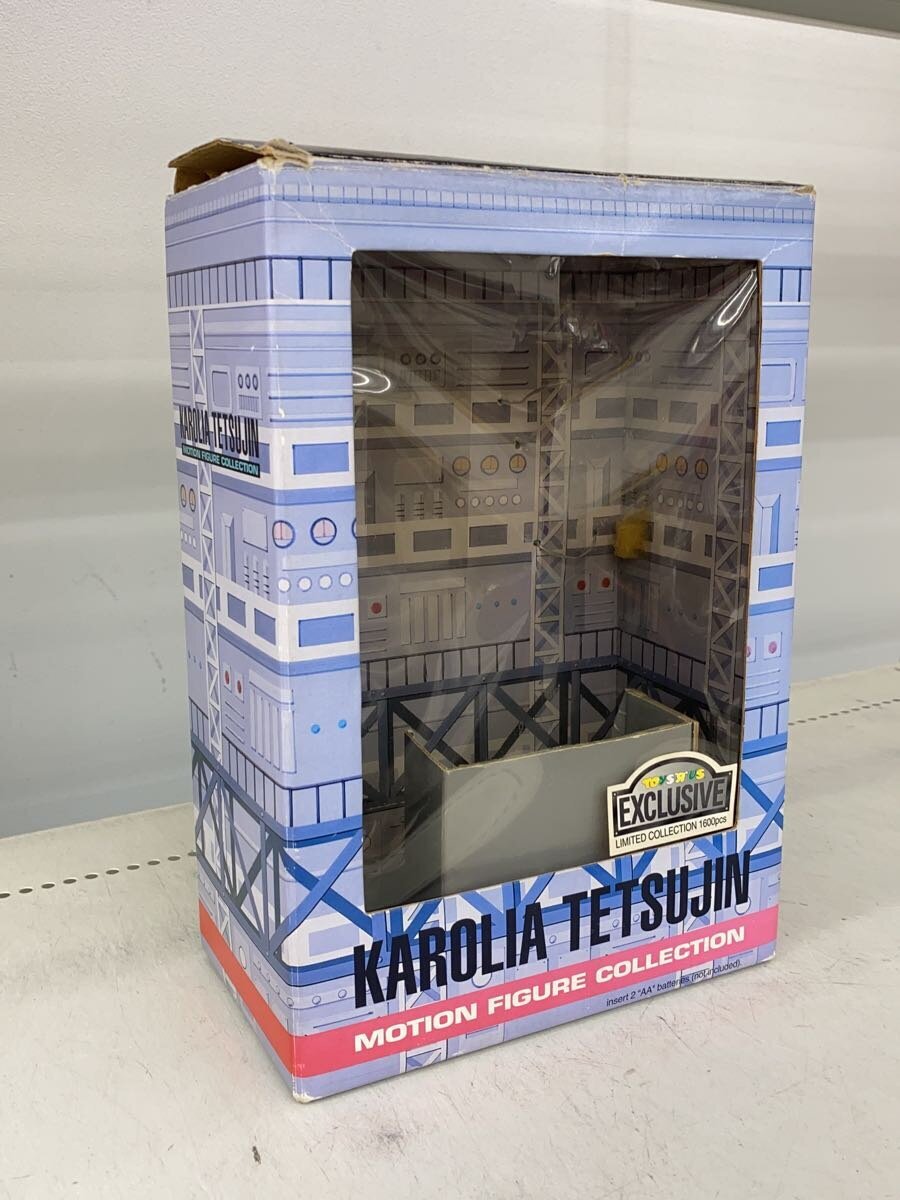 KAROLIA TETSUJIN
MOTION FIGURE COLLECTION
TOYS"R"US
EXCLUSIVE
LIMITED COLLECTION 1600pcs
KAROLIA TETSUJIN
MOTION FIGURE COLLECTION
insert 2 "AA" batteries (not included).